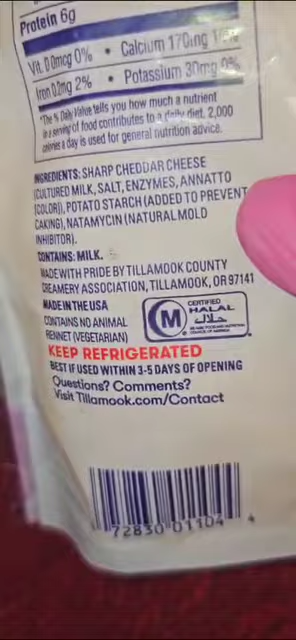 Protein 6g
Vit. D 0mcg 0% • Calcium 170mg
Iron 0.2mg 2% • Potassium 30mg 0%
*The % Daily Value tells you how much a nutrient
in a serving of food contributes to a daily diet. 2,000
calories a day is used for general nutrition advice.
INGREDIENTS: SHARP CHEDDAR CHEESE
(CULTURED MILK, SALT, ENZYMES, ANNATTO
[COLOR]), POTATO STARCH (ADDED TO PREVENT
CAKING), NATAMYCIN (NATURAL MOLD
INHIBITOR).
CONTAINS: MILK.
MADE WITH PRIDE BY TILLAMOOK COUNTY
CREAMERY ASSOCIATION, TILLAMOOK, OR 97141
MADE IN THE USA
CONTAINS NO ANIMAL
RENNET (VEGETARIAN)
M
CERTIFIED
HALAL
حلال
KEEP REFRIGERATED
BEST IF USED WITHIN 3-5 DAYS OF OPENING
Questions? Comments?
Visit Tillamook.com/Contact
72830 01104 4